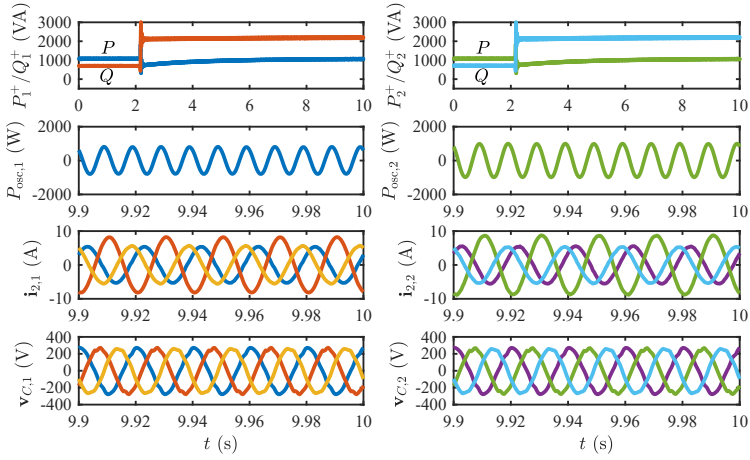 3000
2000
1000
0
P
Q
0 2 4 6 8 10
P₁⁺/Q₁⁺ (VA)
3000
2000
1000
0
P
Q
0 2 4 6 8 10
P₂⁺/Q₂⁺ (VA)
2000
0
-2000
9.9 9.92 9.94 9.96 9.98 10
P_osc,1 (W)
2000
0
-2000
9.9 9.92 9.94 9.96 9.98 10
P_osc,2 (W)
10
0
-10
9.9 9.92 9.94 9.96 9.98 10
i_2,1 (A)
10
0
-10
9.9 9.92 9.94 9.96 9.98 10
i_2,2 (A)
400
200
0
-200
-400
9.9 9.92 9.94 9.96 9.98 10
v_C,1 (V)
t (s)
400
200
0
-200
-400
9.9 9.92 9.94 9.96 9.98 10
v_C,2 (V)
t (s)